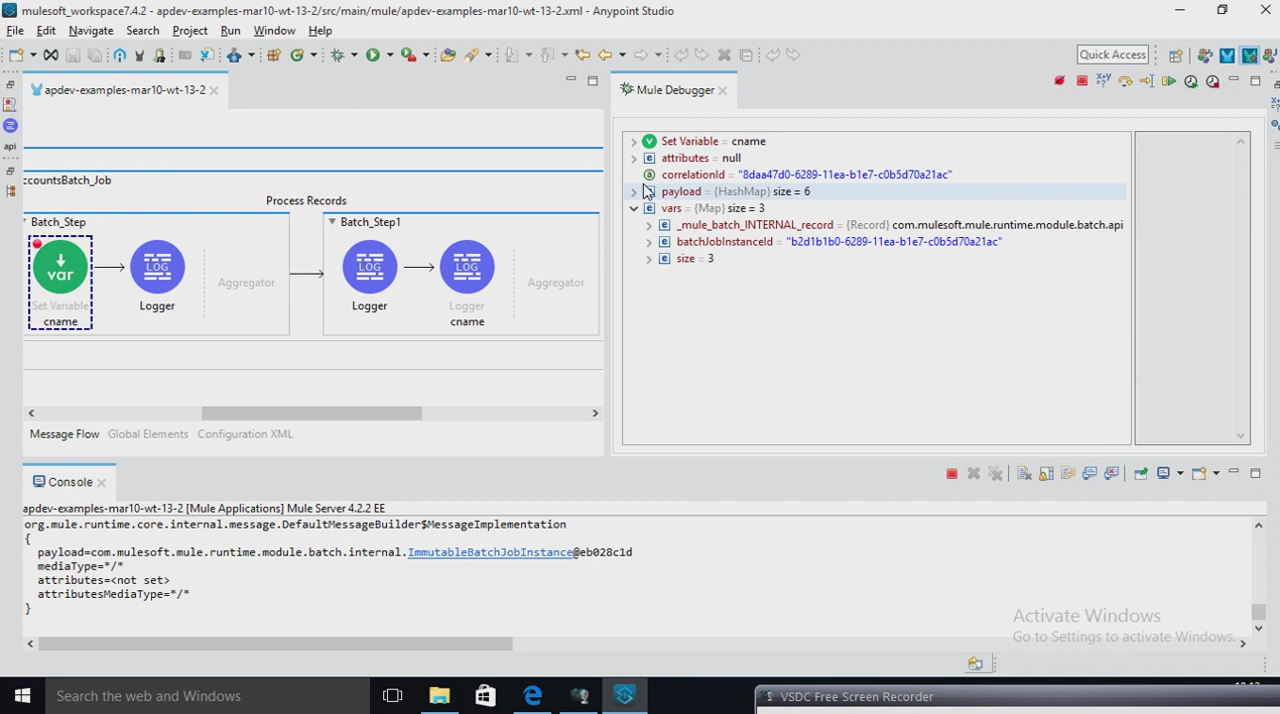 mulesoft_workspace7.4.2 - apdev-examples-mar10-wt-13-2/src/main/mule/apdev-examples-mar10-wt-13-2.xml - Anypoint Studio
File Edit Navigate Search Project Run Window Help
Quick Access
apdev-examples-mar10-wt-13-2
Mule Debugger
api
ccountsBatch_Job
Process Records
Batch_Step
Batch_Step1
var
LOG
LOG
LOG
Set Variable
cname
Logger
Aggregator
Logger
Logger
cname
Aggregator
Message Flow Global Elements Configuration XML
Set Variable = cname
attributes = null
correlationId = "8daa47d0-6289-11ea-b1e7-c0b5d70a21ac"
payload = {HashMap} size = 6
vars = {Map} size = 3
_mule_batch_INTERNAL_record = {Record} com.mulesoft.mule.runtime.module.batch.api
batchJobInstanceId = "b2d1b1b0-6289-11ea-b1e7-c0b5d70a21ac"
size = 3
Console
apdev-examples-mar10-wt-13-2 [Mule Applications] Mule Server 4.2.2 EE
org.mule.runtime.core.internal.message.DefaultMessageBuilder$MessageImplementation
{
payload=com.mulesoft.mule.runtime.module.batch.internal.ImmutableBatchJobInstance@eb028c1d
mediaType=*/*
attributes=<not set>
attributesMediaType=*/*
}
Activate Windows
Go to Settings to activate Windows.
Search the web and Windows
VSDC Free Screen Recorder